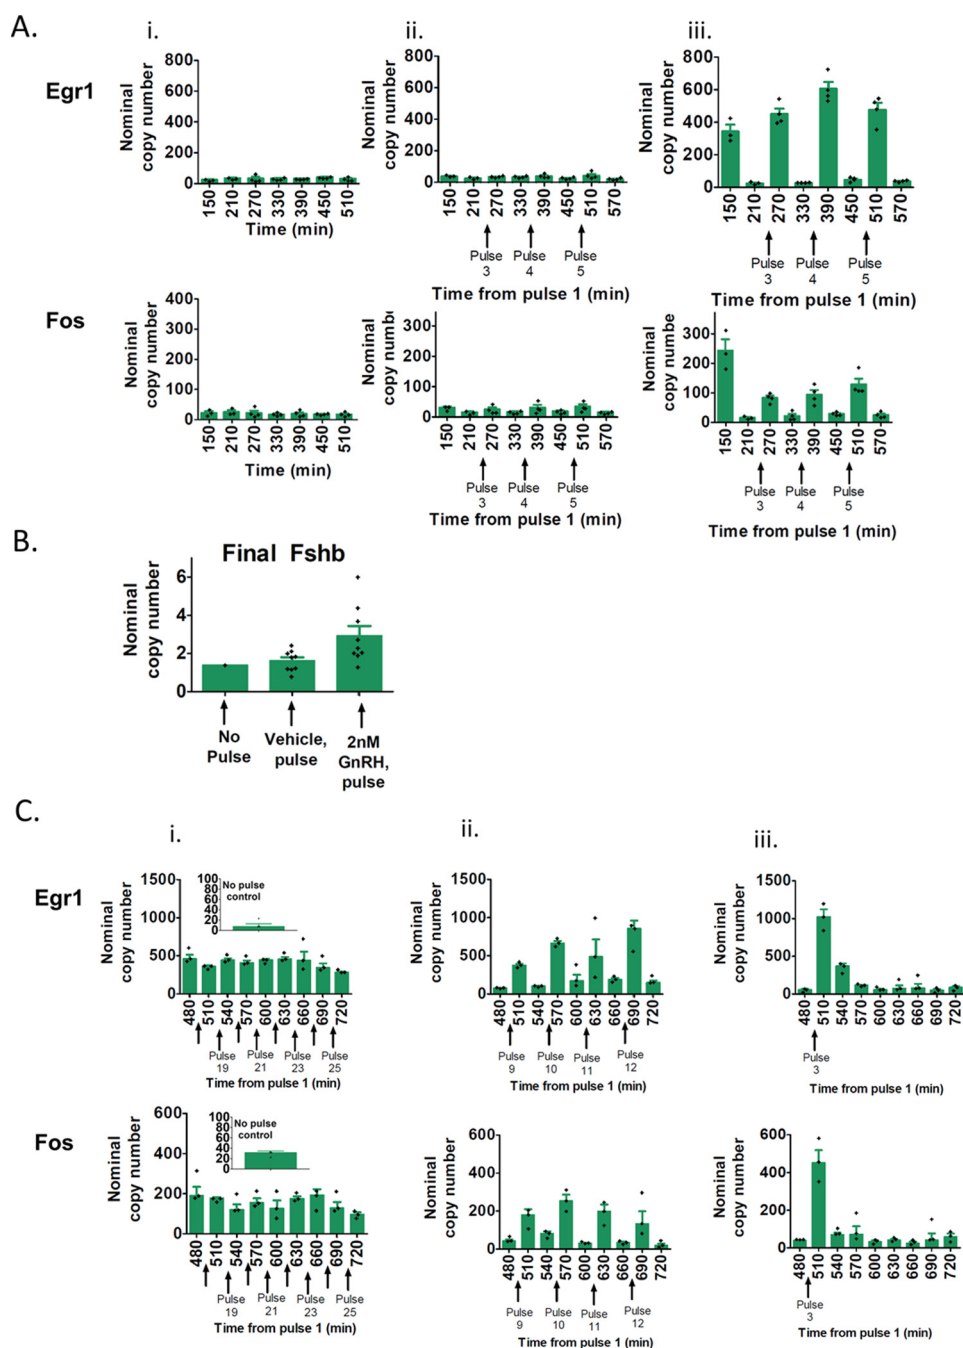 A.
i.
ii.
iii.
Egr1
Nominal copy number
800
600
400
200
0
150 210 270 330 390 450 510
Time (min)
Nominal copy number
800
600
400
200
0
150 210 270 330 390 450 510 570
Pulse 3
Pulse 4
Pulse 5
Time from pulse 1 (min)
Nominal copy number
800
600
400
200
0
150 210 270 330 390 450 510 570
Pulse 3
Pulse 4
Pulse 5
Time from pulse 1 (min)
Fos
Nominal copy number
400
300
200
100
0
150 210 270 330 390 450 510
Time (min)
Nominal copy numbe
300
200
100
0
150 210 270 330 390 450 510 570
Pulse 3
Pulse 4
Pulse 5
Time from pulse 1 (min)
Nominal copy numbe
300
200
100
0
150 210 270 330 390 450 510 570
Pulse 3
Pulse 4
Pulse 5
Time from pulse 1 (min)
B.
Final Fshb
Nominal copy number
6
4
2
0
No Pulse
Vehicle, pulse
2nM GnRH, pulse
C.
i.
ii.
iii.
Egr1
Nominal copy number
1500
1000
500
0
No pulse control
100
80
60
40
20
0
480 510 540 570 600 630 660 690 720
Pulse 19
Pulse 21
Pulse 23
Pulse 25
Time from pulse 1 (min)
Nominal copy number
1500
1000
500
0
480 510 540 570 600 630 660 690 720
Pulse 9
Pulse 10
Pulse 11
Pulse 12
Time from pulse 1 (min)
Nominal copy number
1500
1000
500
0
480 510 540 570 600 630 660 690 720
Pulse 3
Time from pulse 1 (min)
Fos
Nominal copy number
600
400
200
0
No pulse control
100
80
60
40
20
0
480 510 540 570 600 630 660 690 720
Pulse 19
Pulse 21
Pulse 23
Pulse 25
Time from pulse 1 (min)
Nominal copy number
600
400
200
0
480 510 540 570 600 630 660 690 720
Pulse 9
Pulse 10
Pulse 11
Pulse 12
Time from pulse 1 (min)
Nominal copy number
600
400
200
0
480 510 540 570 600 630 660 690 720
Pulse 3
Time from pulse 1 (min)